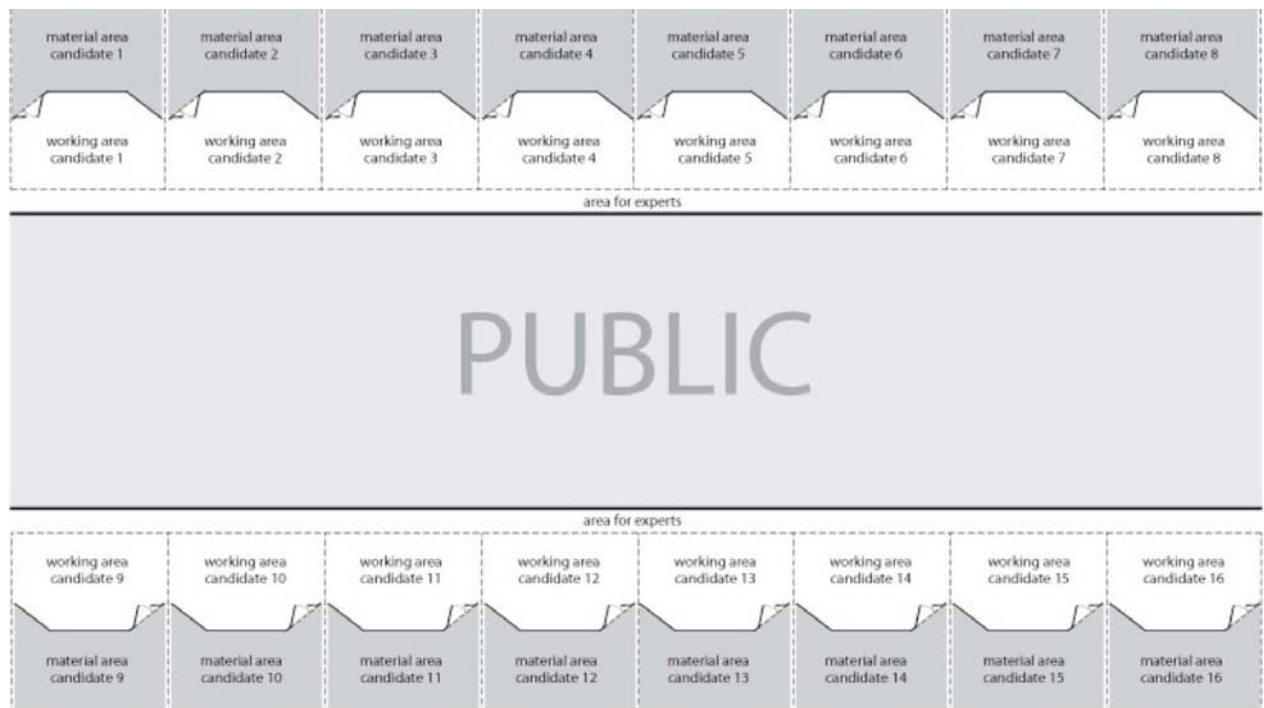 material area
candidate 1
material area
candidate 2
material area
candidate 3
material area
candidate 4
material area
candidate 5
material area
candidate 6
material area
candidate 7
material area
candidate 8
working area
candidate 1
working area
candidate 2
working area
candidate 3
working area
candidate 4
working area
candidate 5
working area
candidate 6
working area
candidate 7
working area
candidate 8
area for experts
PUBLIC
area for experts
working area
candidate 9
working area
candidate 10
working area
candidate 11
working area
candidate 12
working area
candidate 13
working area
candidate 14
working area
candidate 15
working area
candidate 16
material area
candidate 9
material area
candidate 10
material area
candidate 11
material area
candidate 12
material area
candidate 13
material area
candidate 14
material area
candidate 15
material area
candidate 16